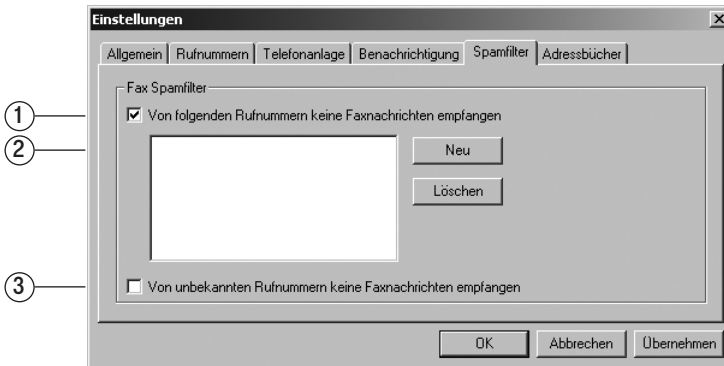 Einstellungen
Allgemein Rufnummern Telefonanlage Benachrichtigung Spamfilter Adressbücher
Fax Spamfilter
1 Von folgenden Rufnummern keine Faxnachrichten empfangen
2 Neu
Löschen
3 Von unbekannten Rufnummern keine Faxnachrichten empfangen
OK Abbrechen Übernehmen